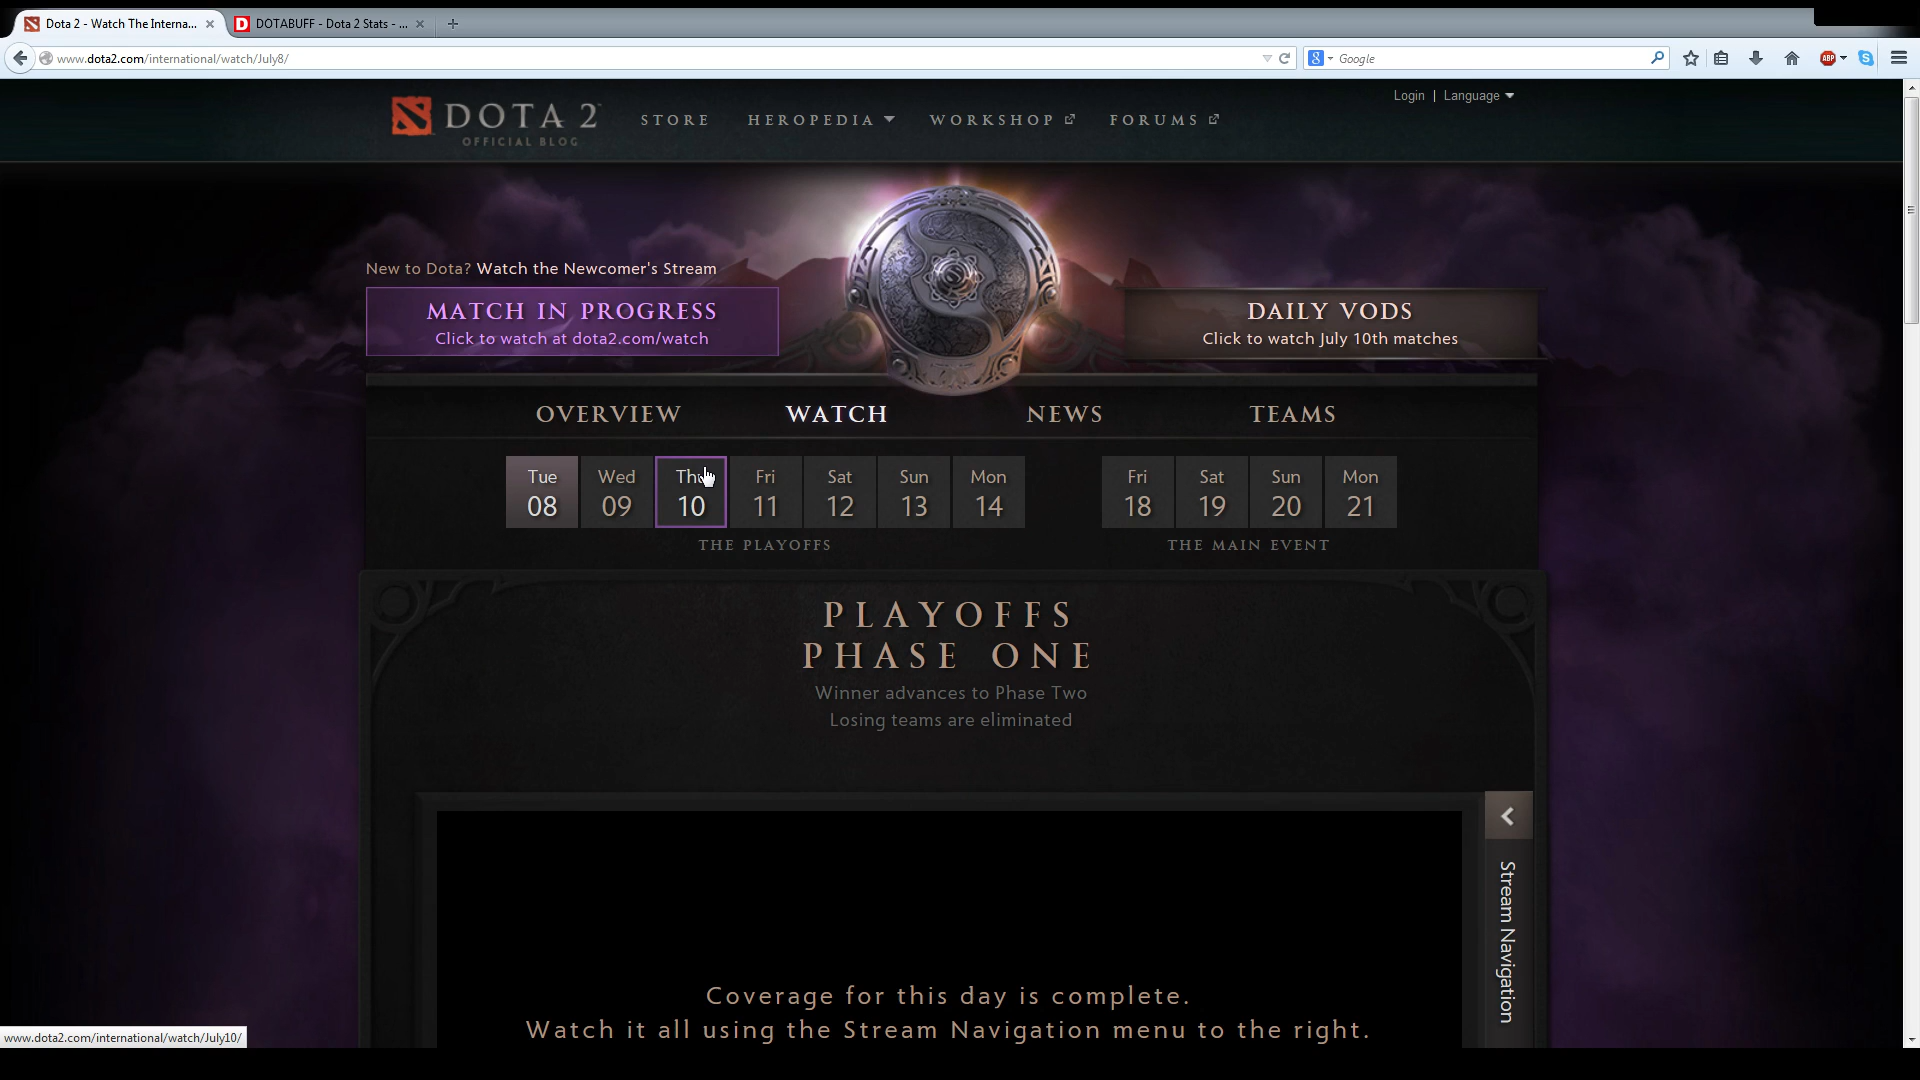 Dota 2 - Watch The Interna...
DOTABUFF - Dota 2 Stats - ...
www.dota2.com/international/watch/July8/
Google
ABP
Login | Language
DOTA 2
OFFICIAL BLOG
STORE
HEROPEDIA
WORKSHOP
FORUMS
New to Dota? Watch the Newcomer's Stream
MATCH IN PROGRESS
Click to watch at dota2.com/watch
DAILY VODS
Click to watch July 10th matches
OVERVIEW
WATCH
NEWS
TEAMS
Tue
08
Wed
09
Thu
10
Fri
11
Sat
12
Sun
13
Mon
14
Fri
18
Sat
19
Sun
20
Mon
21
THE PLAYOFFS
THE MAIN EVENT
PLAYOFFS
PHASE ONE
Winner advances to Phase Two
Losing teams are eliminated
Stream Navigation
Coverage for this day is complete.
Watch it all using the Stream Navigation menu to the right.
www.dota2.com/international/watch/July10/